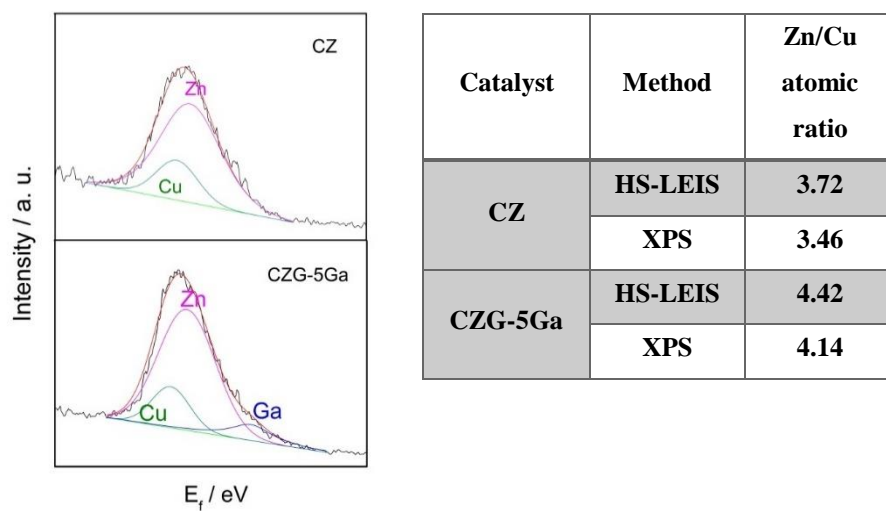 CZ
Zn
Cu
CZG-5Ga
Zn
Cu
Ga
Intensity / a. u.
E_f / eV
Catalyst Method Zn/Cu atomic ratio
CZ HS-LEIS 3.72
XPS 3.46
CZG-5Ga HS-LEIS 4.42
XPS 4.14